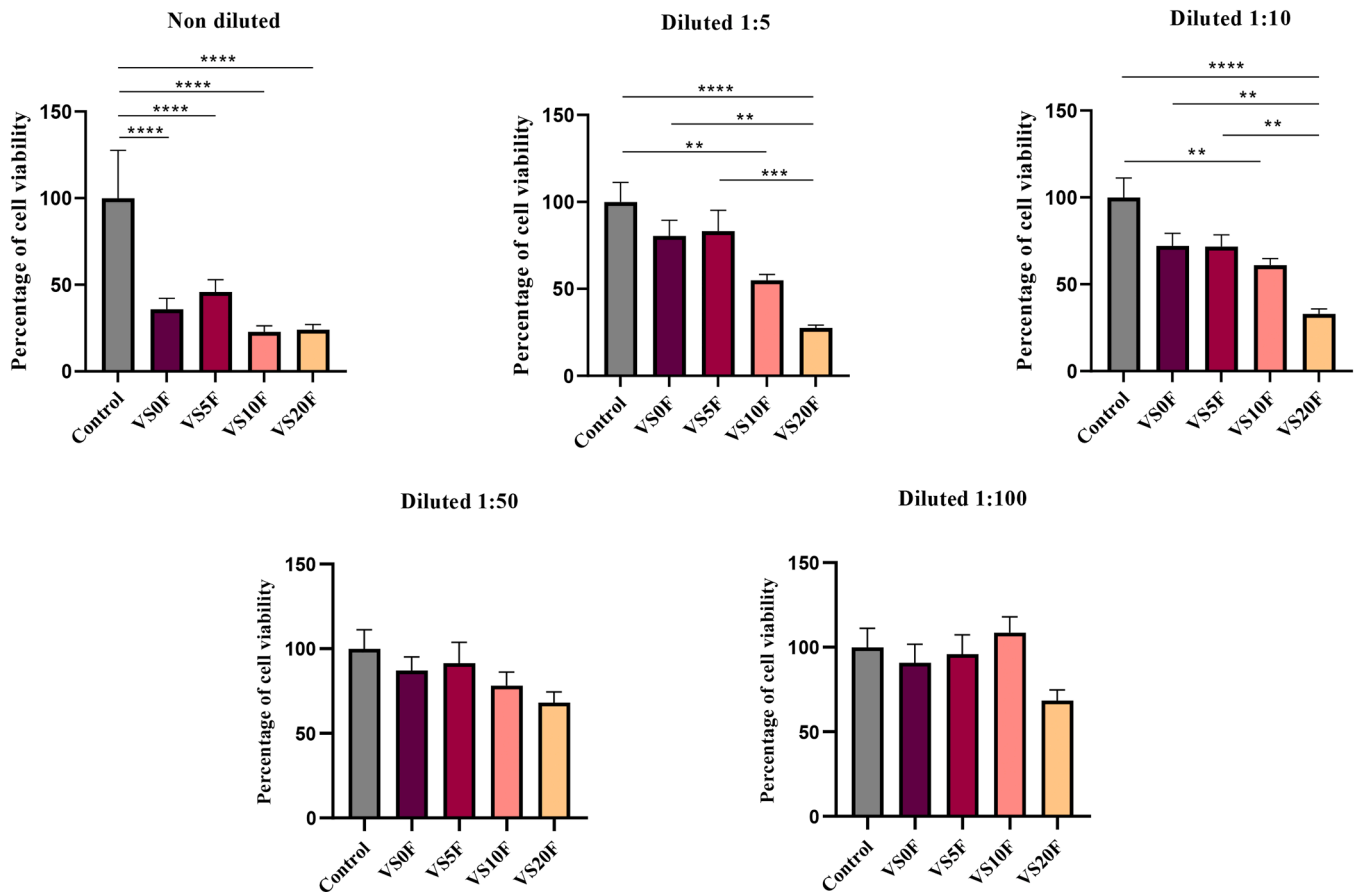 Non diluted
****
****
****
****
Percentage of cell viability
150
100
50
0
Control
VS0F
VS5F
VS10F
VS20F
Diluted 1:5
****
**
**
***
Percentage of cell viability
150
100
50
0
Control
VS0F
VS5F
VS10F
VS20F
Diluted 1:10
****
**
**
**
Percentage of cell viability
150
100
50
0
Control
VS0F
VS5F
VS10F
VS20F
Diluted 1:50
Percentage of cell viability
150
100
50
0
Control
VS0F
VS5F
VS10F
VS20F
Diluted 1:100
Percentage of cell viability
150
100
50
0
Control
VS0F
VS5F
VS10F
VS20F